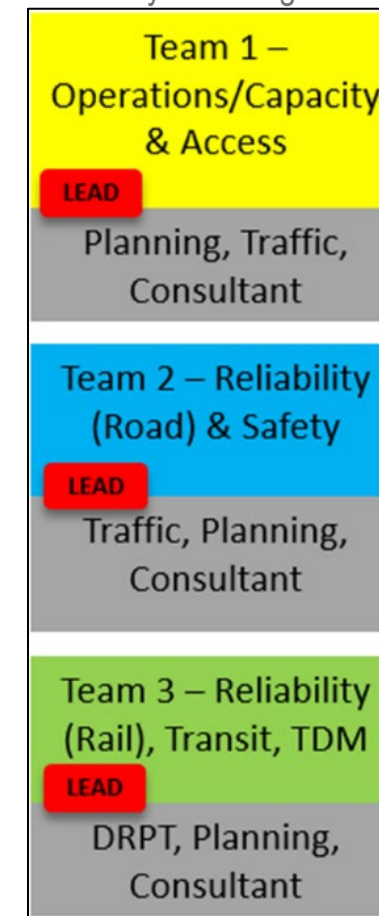 Team 1 –
Operations/Capacity
& Access
LEAD
Planning, Traffic,
Consultant
Team 2 – Reliability
(Road) & Safety
LEAD
Traffic, Planning,
Consultant
Team 3 – Reliability
(Rail), Transit, TDM
LEAD
DRPT, Planning,
Consultant